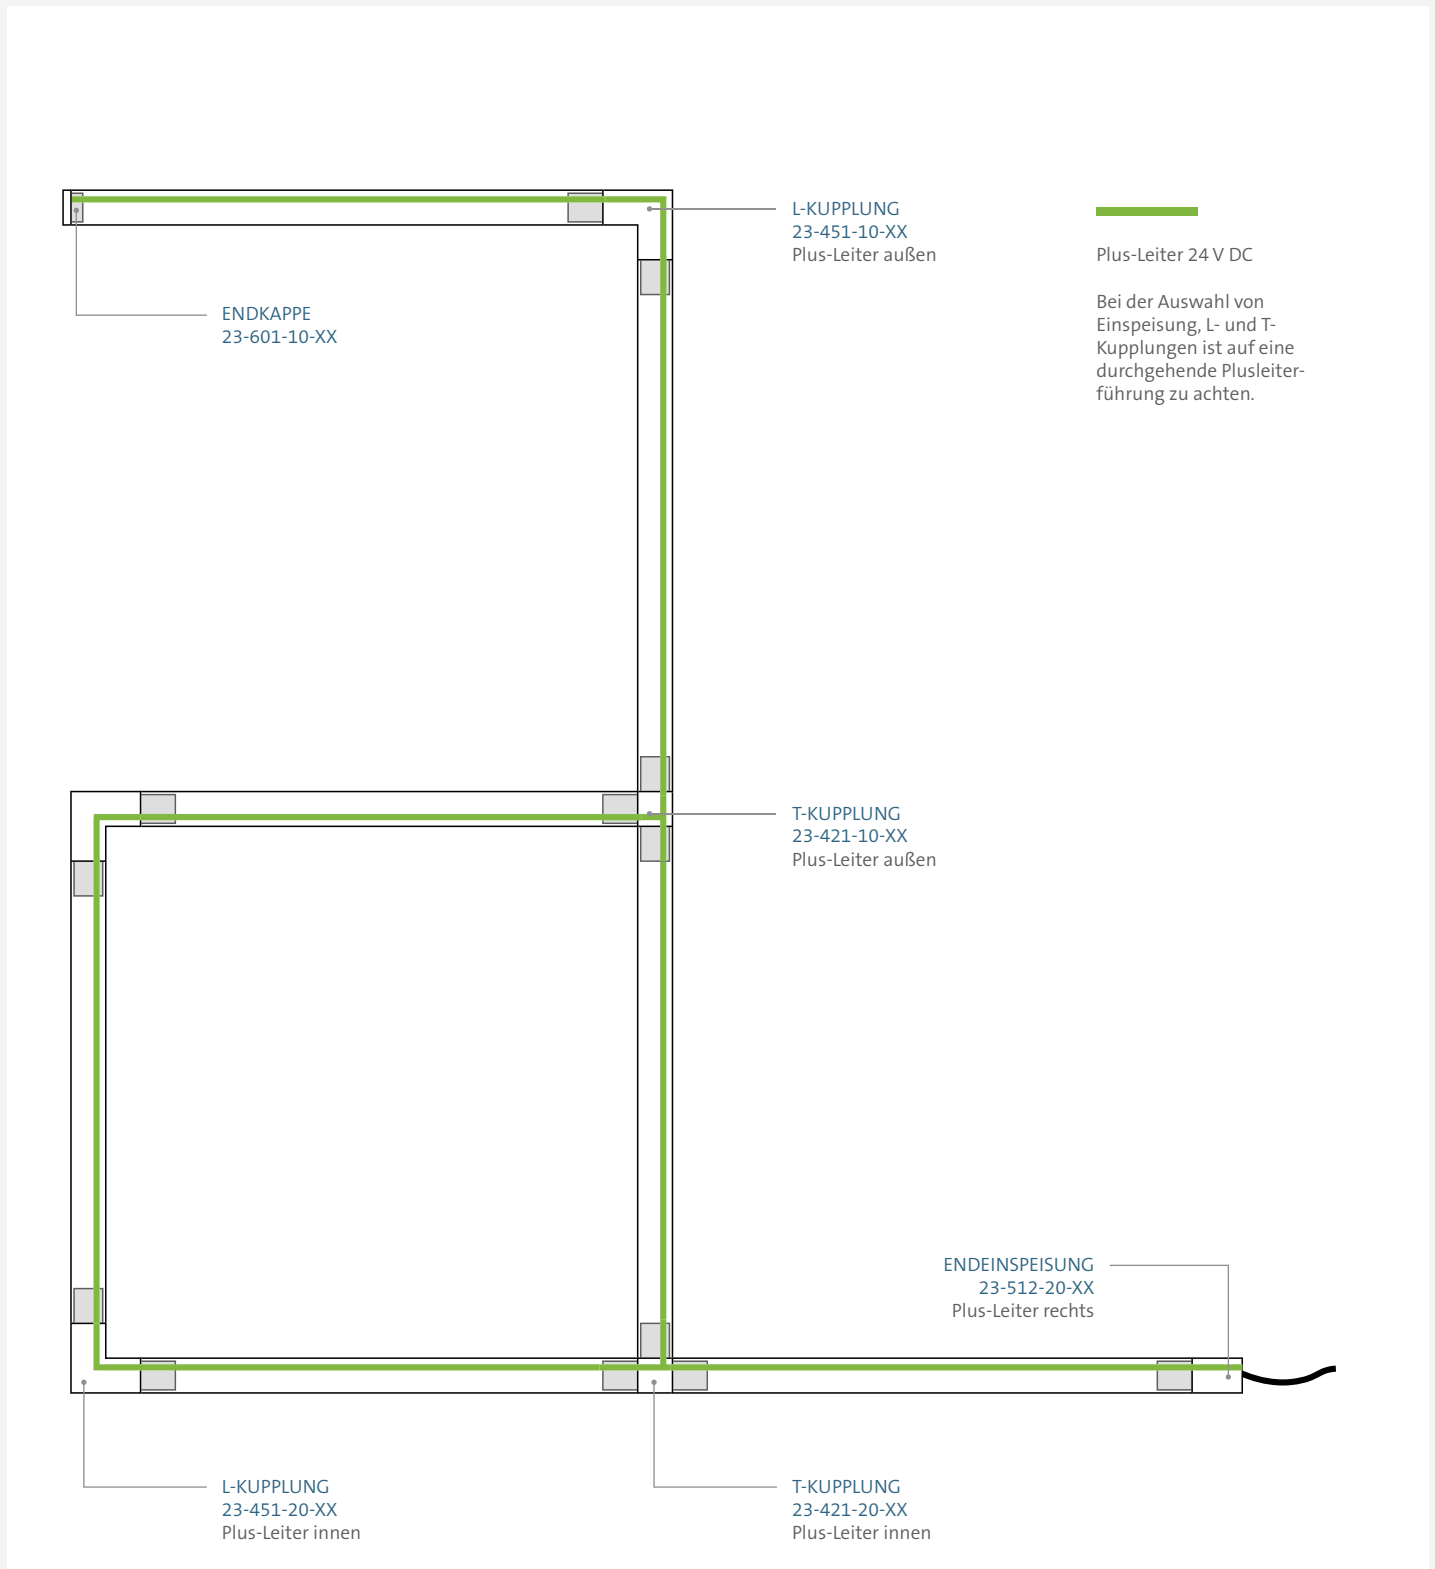 L-KUPPLUNG
23-451-10-XX
Plus-Leiter außen
Plus-Leiter 24 V DC
Bei der Auswahl von
Einspeisung, L- und T-
Kupplungen ist auf eine
durchgehende Plusleiter-
führung zu achten.
ENDKAPPE
23-601-10-XX
T-KUPPLUNG
23-421-10-XX
Plus-Leiter außen
ENDEINSPEISUNG
23-512-20-XX
Plus-Leiter rechts
L-KUPPLUNG
23-451-20-XX
Plus-Leiter innen
T-KUPPLUNG
23-421-20-XX
Plus-Leiter innen